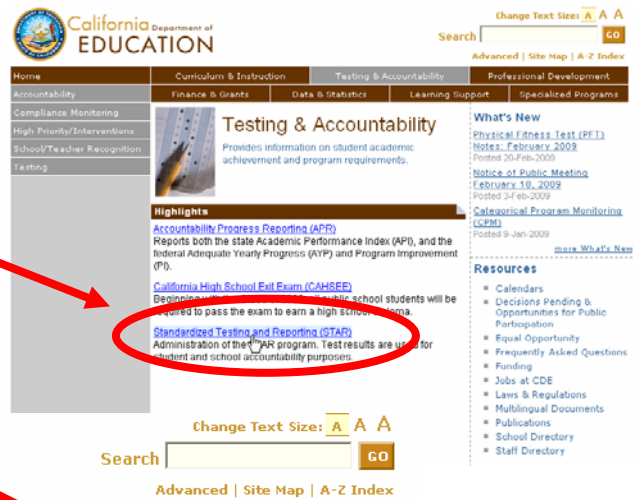 California Department of
EDUCATION
Change Text Size: A A A
Search GO
Advanced | Site Map | A-Z Index
Home Curriculum & Instruction Testing & Accountability Professional Development
Accountability Finance & Grants Data & Statistics Learning Support Specialized Programs
Compliance Monitoring
High Priority/Interventions
School/Teacher Recognition
Testing
Testing & Accountability
Provides information on student academic
achievement and program requirements.
Highlights
Accountability Progress Reporting (APR)
Reports both the state Academic Performance Index (API), and the
federal Adequate Yearly Progress (AYP) and Program Improvement
(PI).
California High School Exit Exam (CAHSEE)
Beginning with the public school students will be
required to pass the exam to earn a high school diploma.
Standardized Testing and Reporting (STAR)
Administration of the STAR program. Test results are used for
student and school accountability purposes.
What's New
Physical Fitness Test (PFT)
Notes: February 2009
Posted 20-Feb-2009
Notice of Public Meeting
February 18, 2009
Posted 3-Feb-2009
Categorical Program Monitoring
(CPM)
Posted 9-Jan-2009
more What's New
Resources
Calendars
Decisions Pending &
Opportunities for Public
Participation
Equal Opportunity
Frequently Asked Questions
Funding
Jobs at CDE
Laws & Regulations
Multilingual Documents
Publications
School Directory
Staff Directory
Change Text Size: A A A
Search GO
Advanced | Site Map | A-Z Index